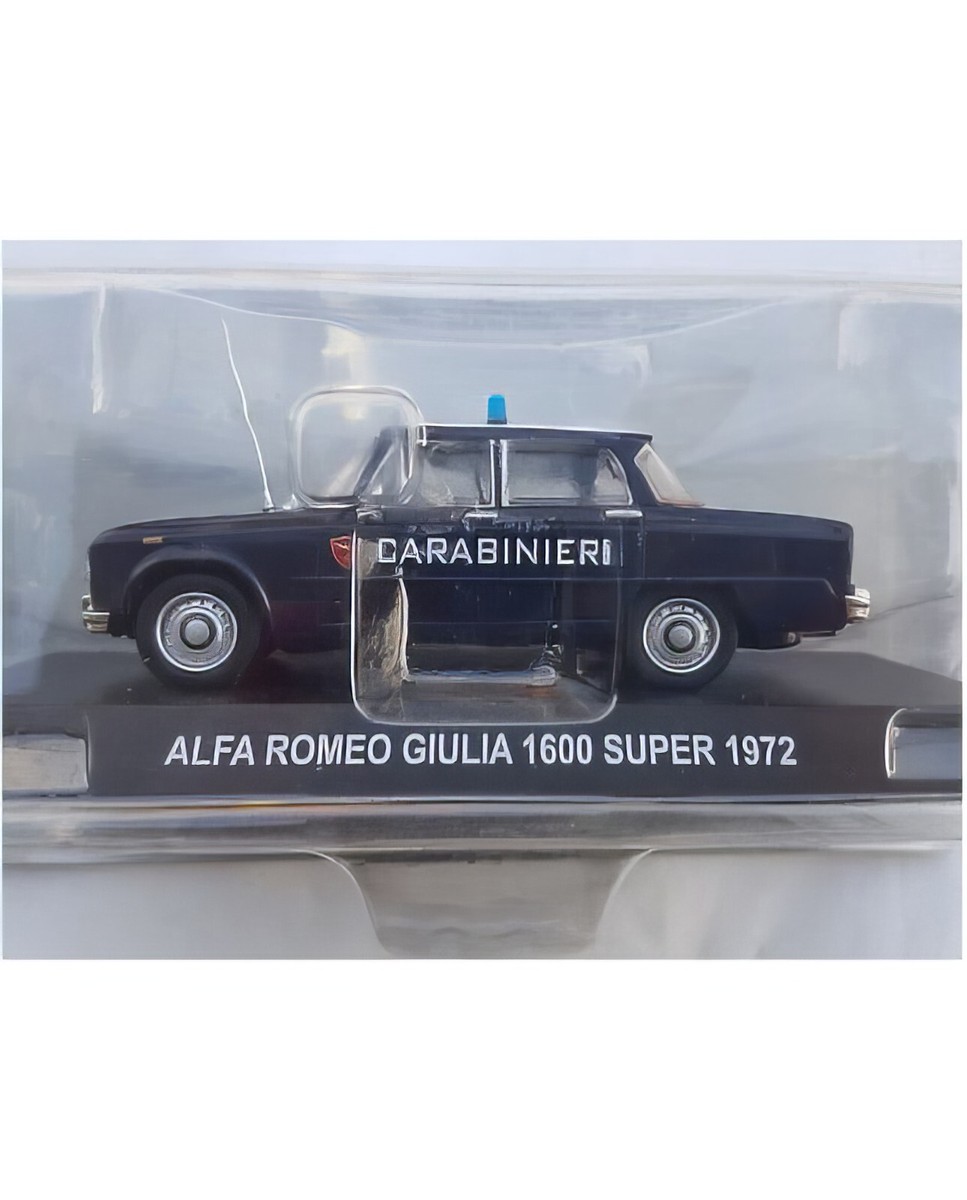 CARABINIERI
ALFA ROMEO GIULIA 1600 SUPER 1972